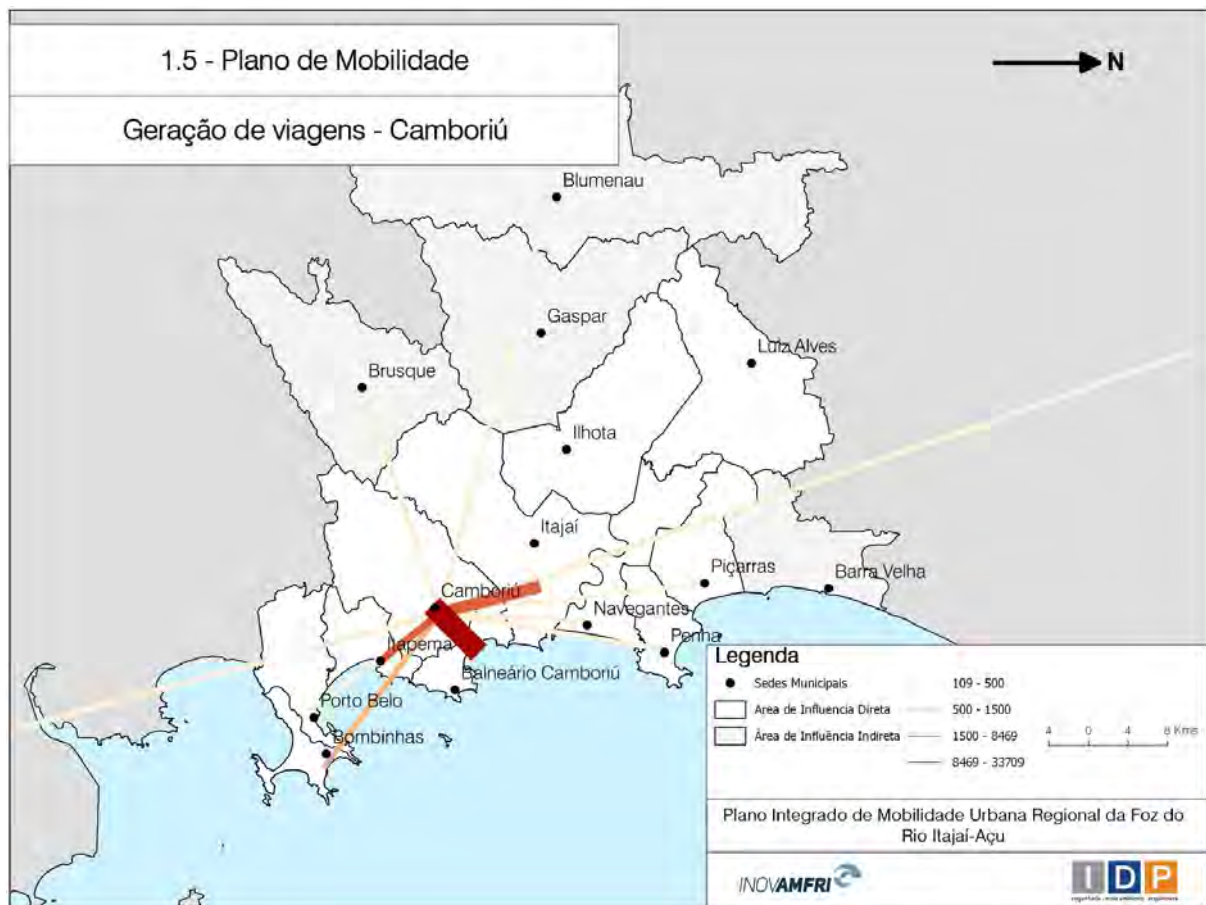 1.5 - Plano de Mobilidade
N
Geração de viagens - Camboriú
Blumenau
Gaspar
Luiz Alves
Brusque
Ilhota
Itajaí
Piçarras
Barra Velha
Camboriú
Navegantes
Itapema
Penha
Balneário Camboriú
Porto Belo
Bombinhas
Legenda
Sedes Municipais
Area de Influencia Direta
Área de Influência Indireta
109 - 500
500 - 1500
1500 - 8469
8469 - 33709
4 0 4 8 Kms
Plano Integrado de Mobilidade Urbana Regional da Foz do
Rio Itajaí-Açu
INOVAMFRI
IDP